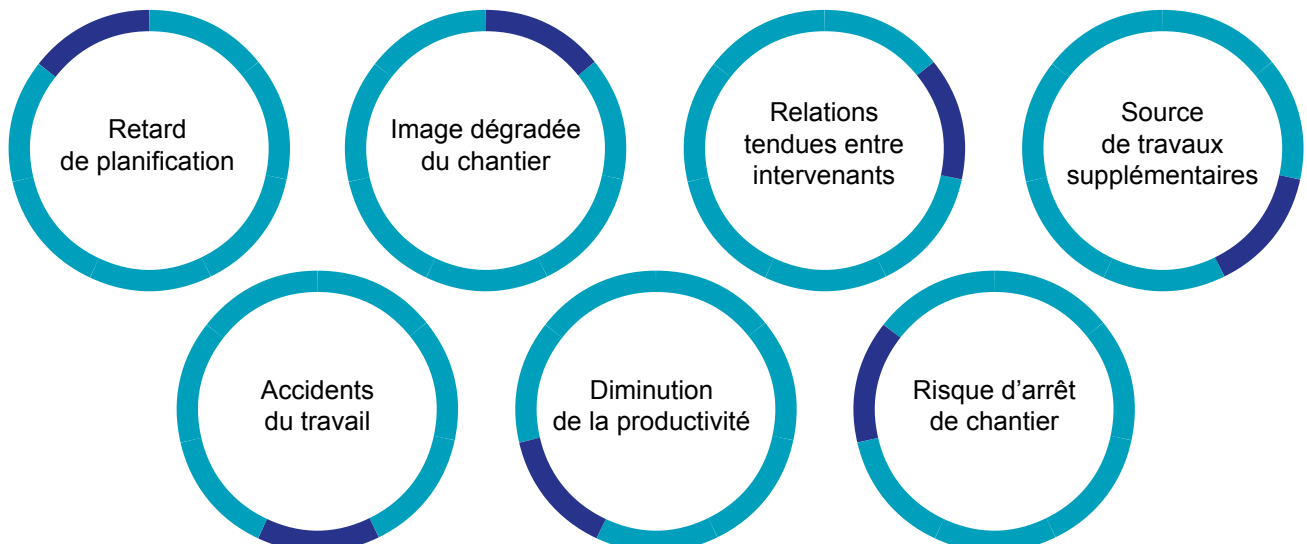 Retard
de planification
Image dégradée
du chantier
Relations
tendues entre
intervenants
Source
de travaux
supplémentaires
Accidents
du travail
Diminution
de la productivité
Risque d’arrêt
de chantier